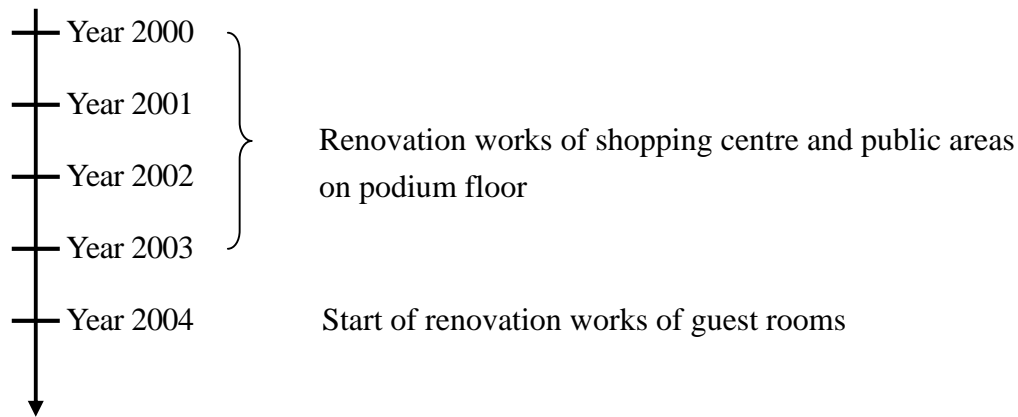 Year 2000
Year 2001
Renovation works of shopping centre and public areas
Year 2002
on podium floor
Year 2003
Year 2004 Start of renovation works of guest rooms